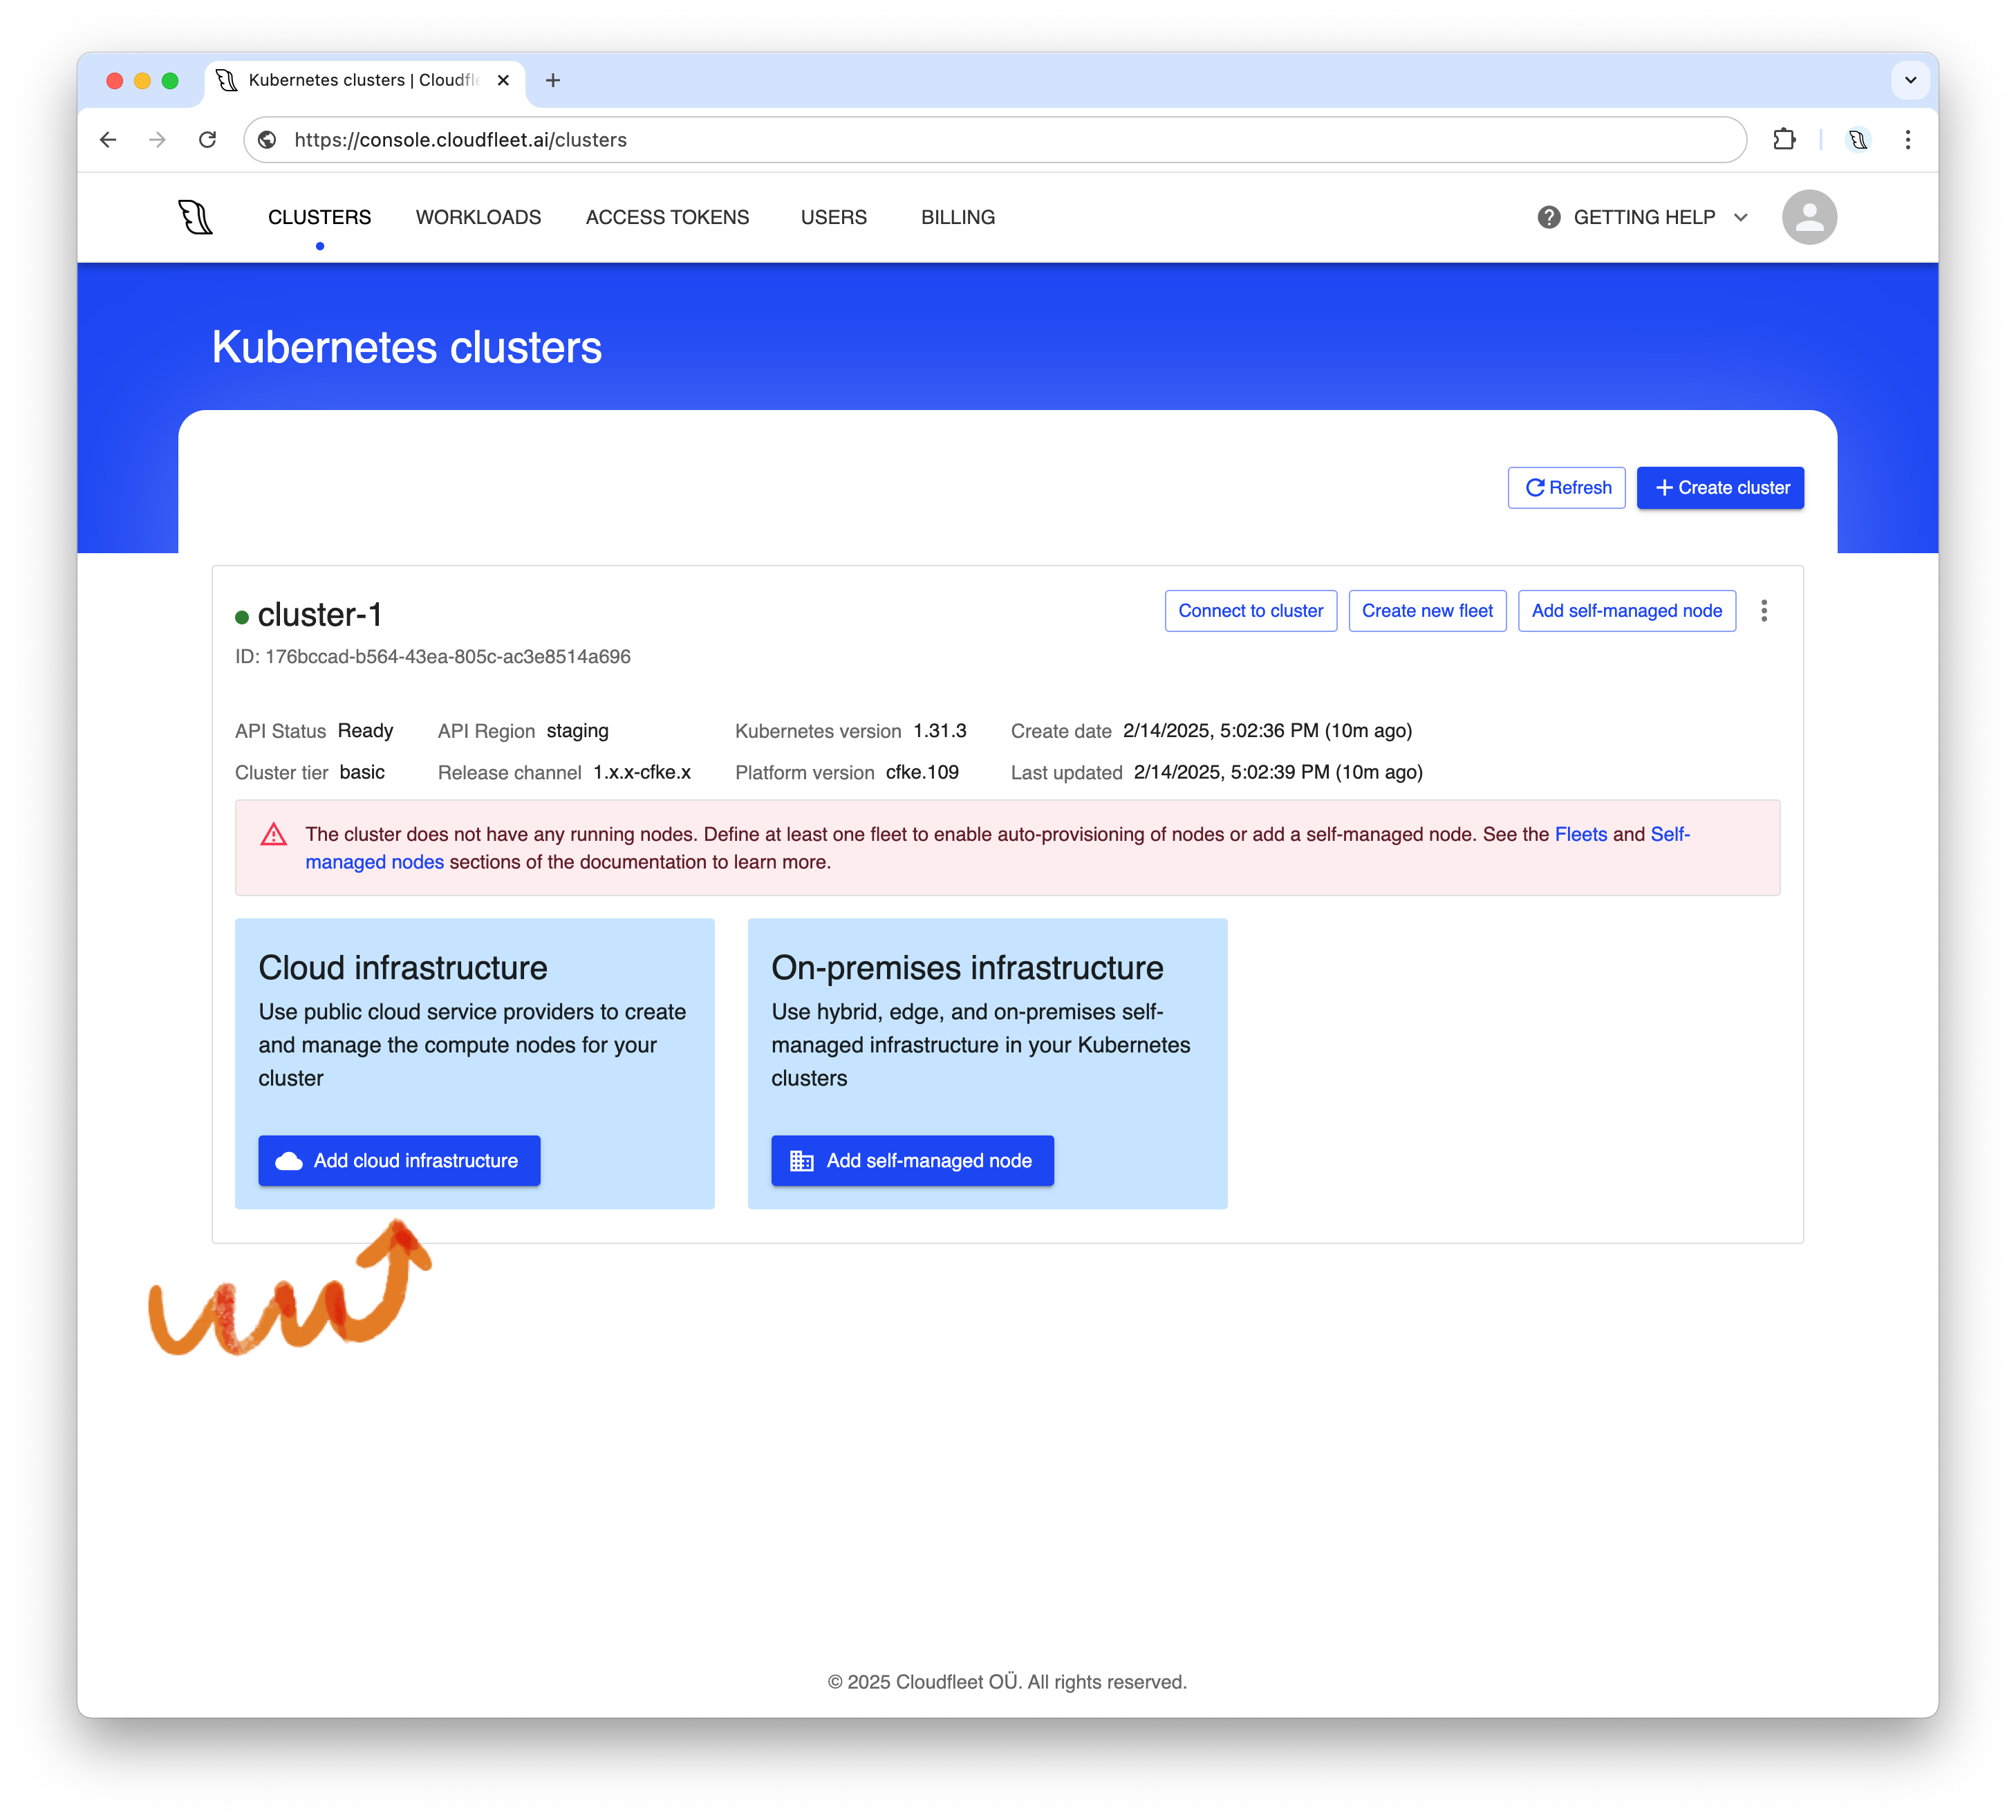 Kubernetes clusters | Cloudfl
https://console.cloudfleet.ai/clusters
CLUSTERS WORKLOADS ACCESS TOKENS USERS BILLING GETTING HELP
Kubernetes clusters
Refresh Create cluster
cluster-1 Connect to cluster Create new fleet Add self-managed node
ID: 176bccad-b564-43ea-805c-ac3e8514a696
API Status Ready API Region staging Kubernetes version 1.31.3 Create date 2/14/2025, 5:02:36 PM (10m ago)
Cluster tier basic Release channel 1.x.x-cfke.x Platform version cfke.109 Last updated 2/14/2025, 5:02:39 PM (10m ago)
The cluster does not have any running nodes. Define at least one fleet to enable auto-provisioning of nodes or add a self-managed node. See the Fleets and Self-
managed nodes sections of the documentation to learn more.
Cloud infrastructure
Use public cloud service providers to create
and manage the compute nodes for your
cluster
Add cloud infrastructure
On-premises infrastructure
Use hybrid, edge, and on-premises self-
managed infrastructure in your Kubernetes
clusters
Add self-managed node
© 2025 Cloudfleet OÜ. All rights reserved.